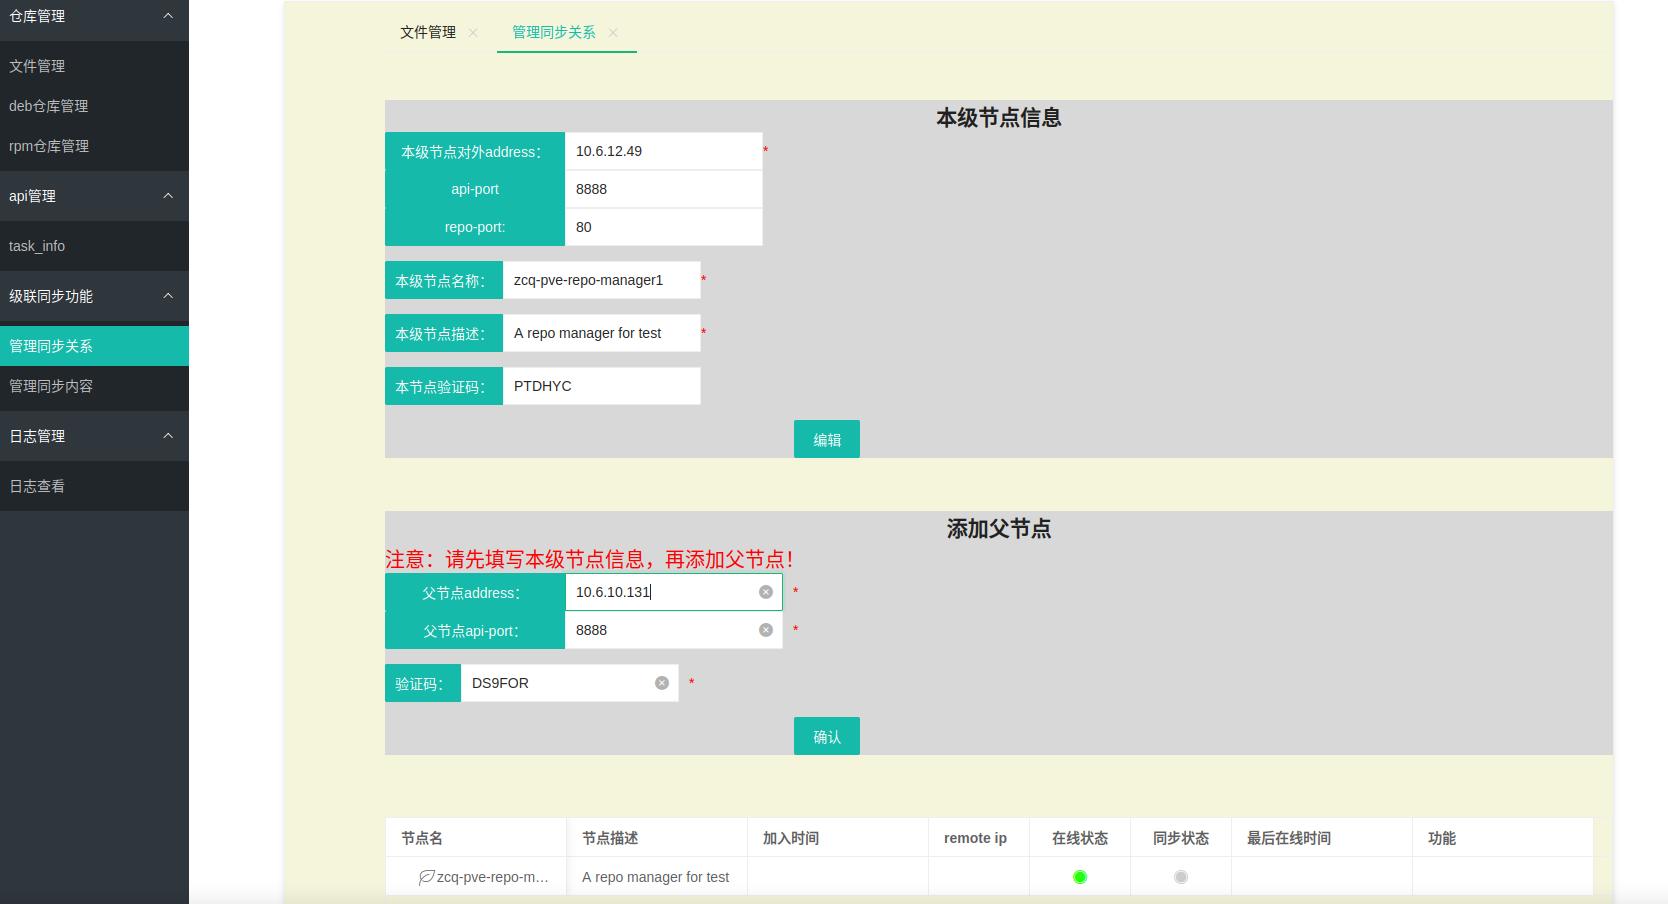 仓库管理
文件管理
deb仓库管理
rpm仓库管理
api管理
task_info
级联同步功能
管理同步关系
管理同步内容
日志管理
日志查看
文件管理 管理同步关系
本级节点信息
本级节点对外address： 10.6.12.49 *
api-port 8888
repo-port: 80
本级节点名称： zcq-pve-repo-manager1 *
本级节点描述： A repo manager for test *
本节点验证码： PTDHYC
编辑
添加父节点
注意：请先填写本级节点信息，再添加父节点！
父节点address： 10.6.10.131 *
父节点api-port： 8888 *
验证码： DS9FOR *
确认
节点名 节点描述 加入时间 remote ip 在线状态 同步状态 最后在线时间 功能
zcq-pve-repo-m... A repo manager for test